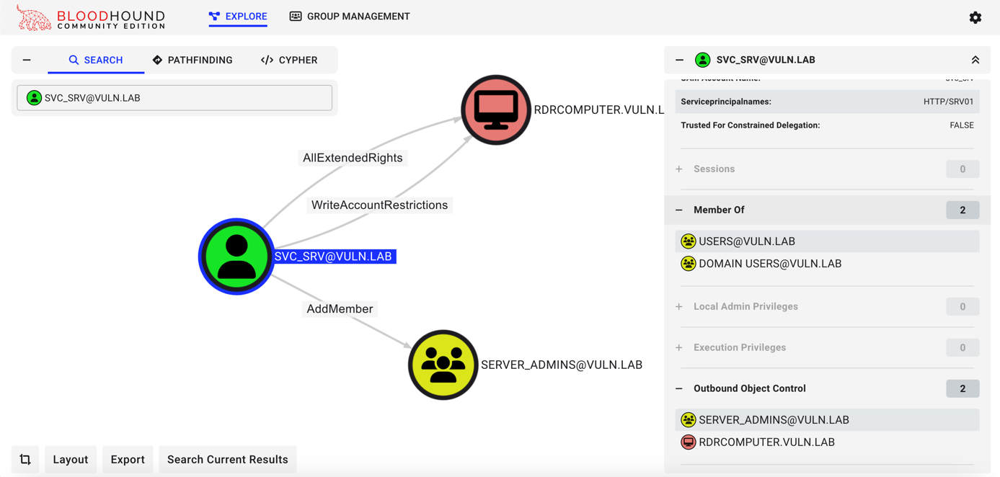 BLOODHOUND
COMMUNITY EDITION
EXPLORE
GROUP MANAGEMENT
SEARCH
PATHFINDING
</> CYPHER
SVC_SRV@VULN.LAB
RDRCOMPUTER.VULN.L
AllExtendedRights
WriteAccountRestrictions
SVC_SRV@VULN.LAB
AddMember
SERVER_ADMINS@VULN.LAB
Layout
Export
Search Current Results
SVC_SRV@VULN.LAB
Serviceprincipalnames: HTTP/SRV01
Trusted For Constrained Delegation: FALSE
+ Sessions 0
− Member Of 2
USERS@VULN.LAB
DOMAIN USERS@VULN.LAB
+ Local Admin Privileges 0
+ Execution Privileges 0
− Outbound Object Control 2
SERVER_ADMINS@VULN.LAB
RDRCOMPUTER.VULN.LAB